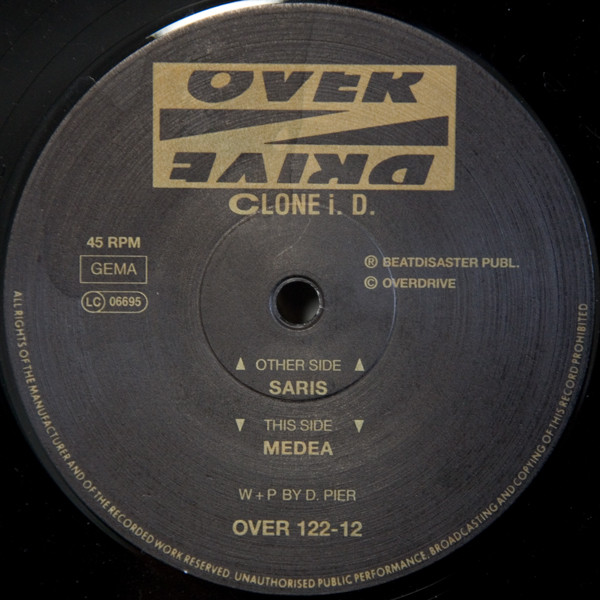 OVER
DRIVE
CLONE i. D.
45 RPM
GEMA
LC 06695
® BEATDISASTER PUBL.
© OVERDRIVE
▲ OTHER SIDE ▲
SARIS
▼ THIS SIDE ▼
MEDEA
W + P BY D. PIER
OVER 122-12
ALL RIGHTS OF THE MANUFACTURER AND OF THE RECORDED WORK RESERVED. UNAUTHORISED PUBLIC PERFORMANCE, BROADCASTING AND COPYING OF THIS RECORD PROHIBITED